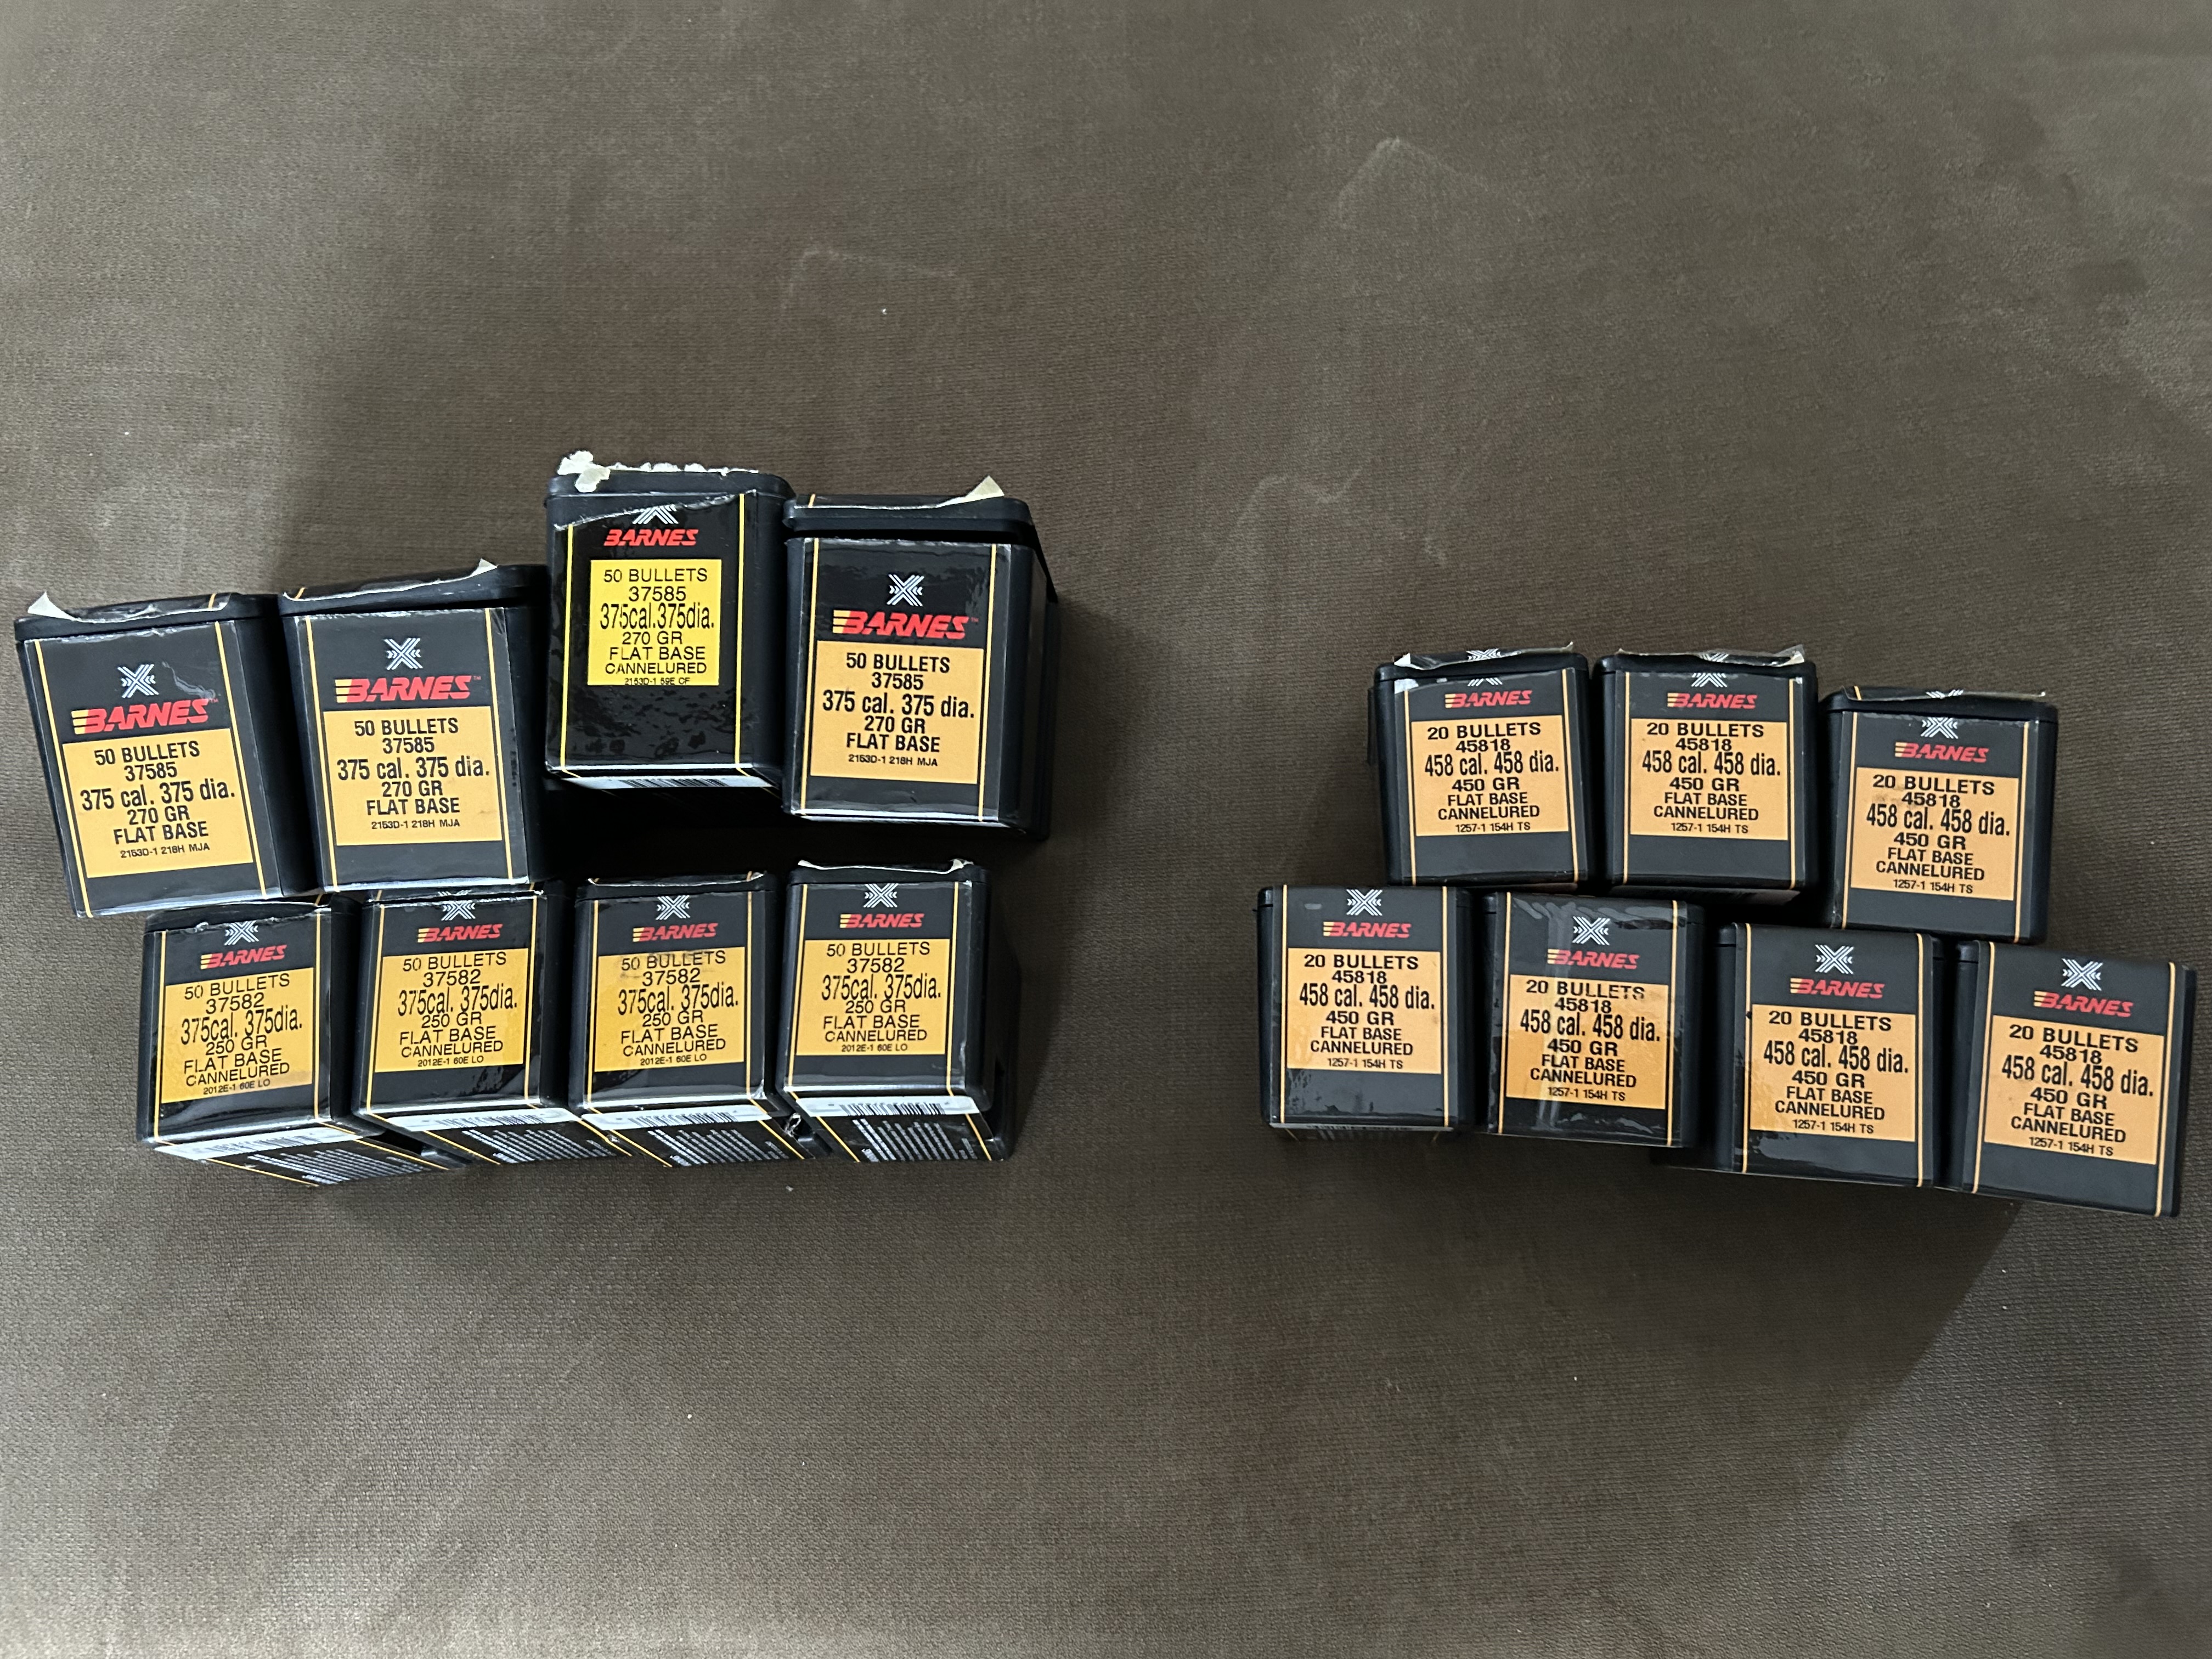 BARNES
50 BULLETS
37585
375 cal. 375 dia.
270 GR
FLAT BASE
2153D-1 218H MJA
BARNES™
50 BULLETS
37585
375 cal. 375 dia.
270 GR
FLAT BASE
2153D-1 218H MJA
BARNES
50 BULLETS
37585
375cal.375dia.
270 GR
FLAT BASE
CANNELURED
2153D-1 59E CF
BARNES™
50 BULLETS
37585
375 cal. 375 dia.
270 GR
FLAT BASE
2153D-1 218H MJA
BARNES
50 BULLETS
37582
375cal. 375dia.
250 GR
FLAT BASE
CANNELURED
2012E-1 60E LO
BARNES
50 BULLETS
37582
375cal. 375dia.
250 GR
FLAT BASE
CANNELURED
2012E-1 60E LO
BARNES
50 BULLETS
37582
375cal. 375dia.
250 GR
FLAT BASE
CANNELURED
2012E-1 60E LO
BARNES
50 BULLETS
37582
375cal. 375dia.
250 GR
FLAT BASE
CANNELURED
2012E-1 60E LO
BARNES
20 BULLETS
45818
458 cal. 458 dia.
450 GR
FLAT BASE
CANNELURED
1257-1 154H TS
BARNES
20 BULLETS
45818
458 cal. 458 dia.
450 GR
FLAT BASE
CANNELURED
1257-1 154H TS
BARNES
20 BULLETS
45818
458 cal. 458 dia.
450 GR
FLAT BASE
CANNELURED
1257-1 154H TS
BARNES
20 BULLETS
45818
458 cal. 458 dia.
450 GR
FLAT BASE
CANNELURED
1257-1 154H TS
BARNES
20 BULLETS
45818
458 cal. 458 dia.
450 GR
FLAT BASE
CANNELURED
1257-1 154H TS
BARNES
20 BULLETS
45818
458 cal. 458 dia.
450 GR
FLAT BASE
CANNELURED
1257-1 154H TS
BARNES
20 BULLETS
45818
458 cal. 458 dia.
450 GR
FLAT BASE
CANNELURED
1257-1 154H TS